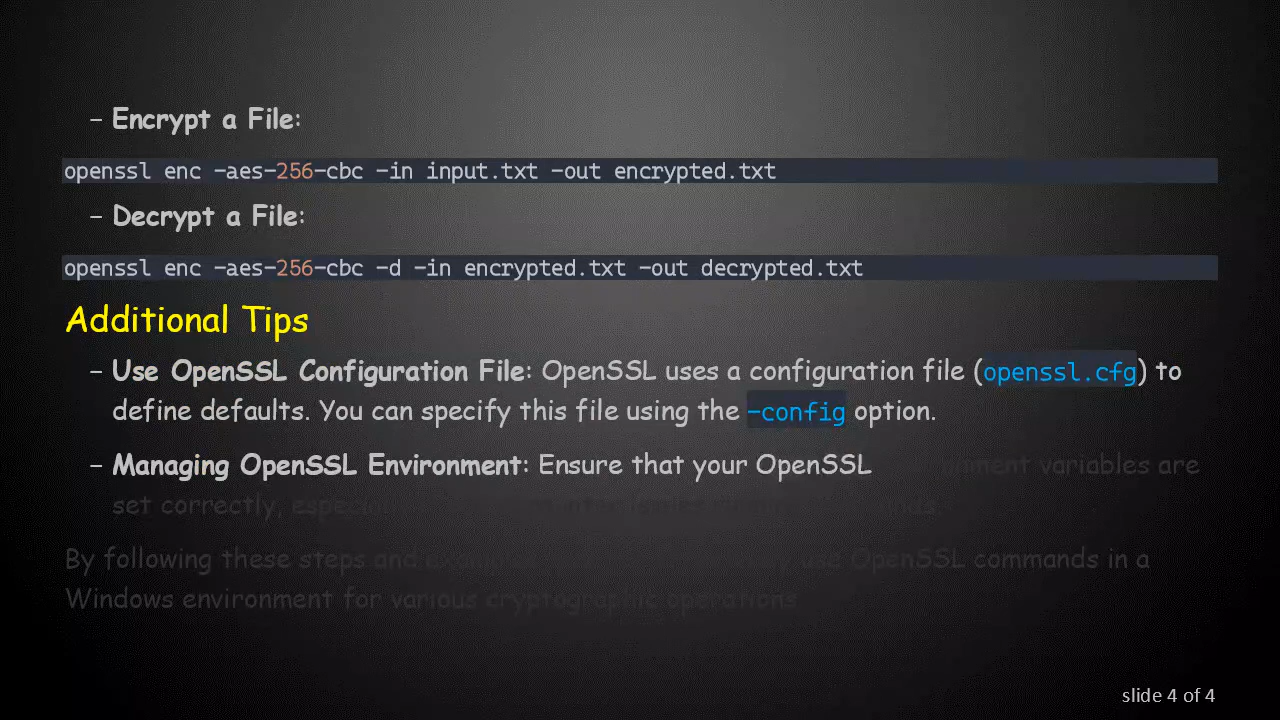 – Encrypt a File:
openssl enc -aes-256-cbc -in input.txt -out encrypted.txt
– Decrypt a File:
openssl enc -aes-256-cbc -d -in encrypted.txt -out decrypted.txt
Additional Tips
– Use OpenSSL Configuration File: OpenSSL uses a configuration file (openssl.cfg) to
define defaults. You can specify this file using the -config option.
– Managing OpenSSL Environment: Ensure that your OpenSSL variables are
set correctly,
By following these steps and use OpenSSL commands in a
Windows environment for various cryptographic operations
slide 4 of 4